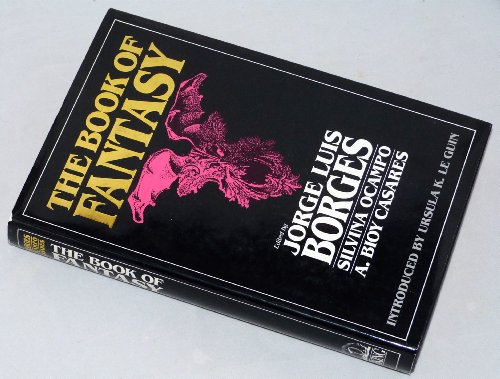 THE BOOK OF
FANTASY
Edited by
JORGE LUIS
BORGES
SILVINA OCAMPO
A. BIOY CASARES
INTRODUCED BY URSULA K. LE GUIN
THE BOOK OF
FANTASY